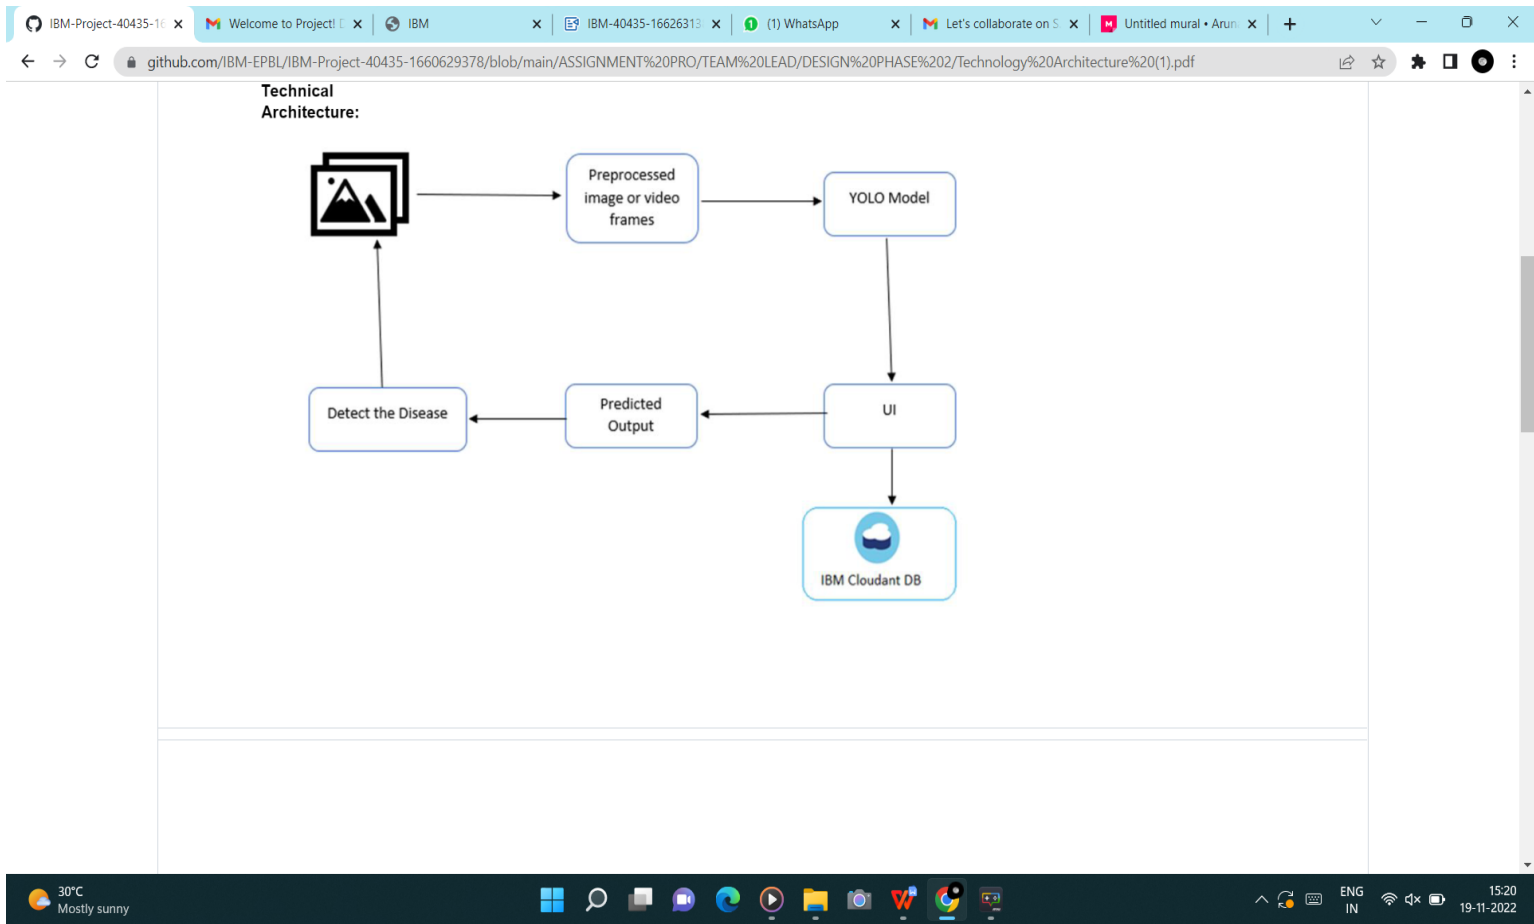 IBM-Project-40435-16
Welcome to Project!
IBM
IBM-40435-16626313
(1) WhatsApp
Let's collaborate on S
Untitled mural • Arun
github.com/IBM-EPBL/IBM-Project-40435-1660629378/blob/main/ASSIGNMENT%20PRO/TEAM%20LEAD/DESIGN%20PHASE%202/Technology%20Architecture%20(1).pdf
Technical
Architecture:
Preprocessed
image or video
frames
YOLO Model
Detect the Disease
Predicted
Output
UI
IBM Cloudant DB
30°C
Mostly sunny
ENG
IN
15:20
19-11-2022